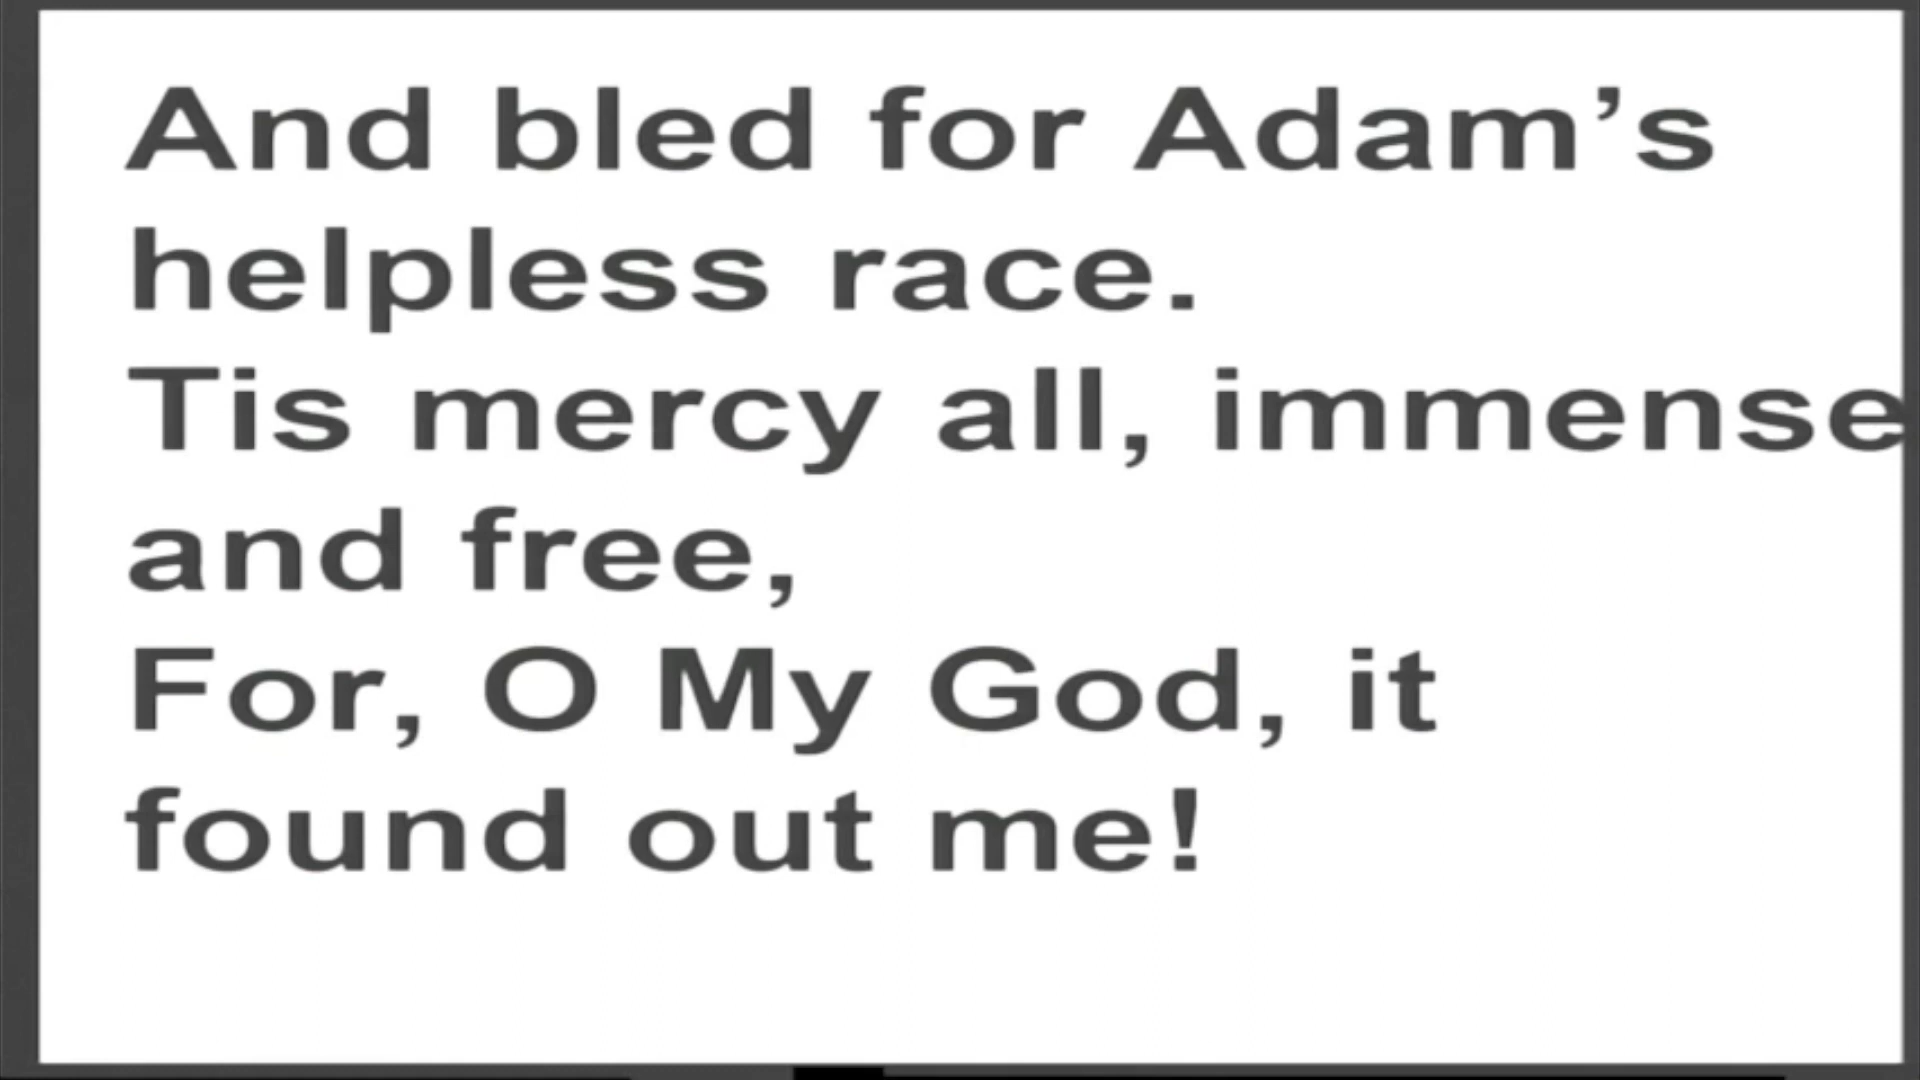 And bled for Adam’s
helpless race.
Tis mercy all, immense
and free,
For, O My God, it
found out me!